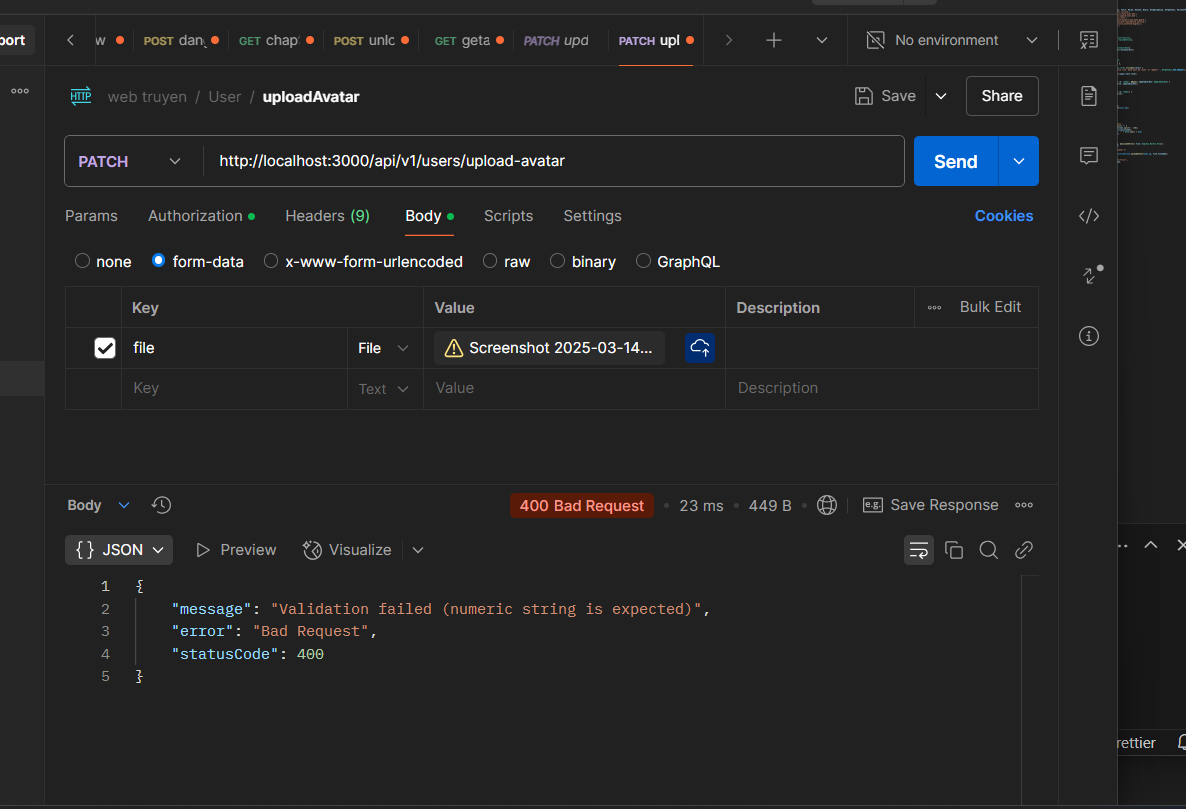 port
w POST dan GET chap POST unlc GET geta PATCH upd PATCH upl No environment
HTTP web truyen / User / uploadAvatar Save Share
PATCH http://localhost:3000/api/v1/users/upload-avatar Send
Params Authorization Headers (9) Body Scripts Settings Cookies
none form-data x-www-form-urlencoded raw binary GraphQL
Key Value Description Bulk Edit
file File Screenshot 2025-03-14...
Key Text Value Description
Body 400 Bad Request 23 ms 449 B e.g. Save Response
{} JSON Preview Visualize
1 {
2 "message": "Validation failed (numeric string is expected)",
3 "error": "Bad Request",
4 "statusCode": 400
5 }
rettier